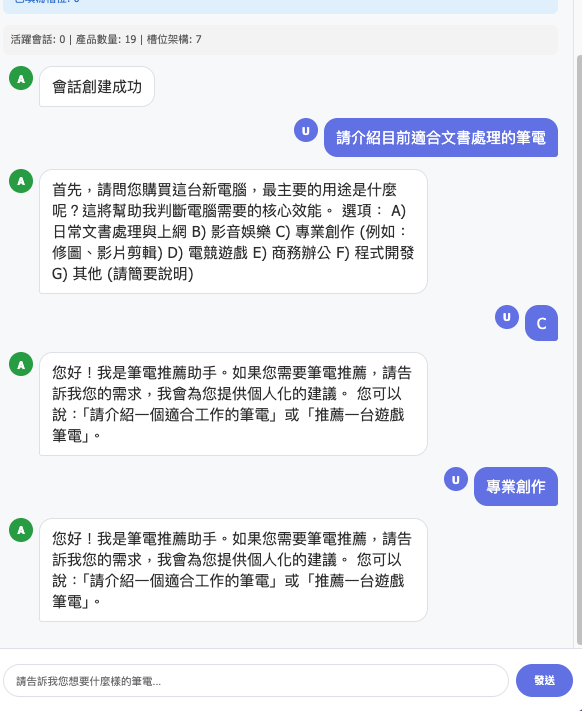 已填寫槽位: 0
活躍會話: 0 | 產品數量: 19 | 槽位架構: 7
A
會話創建成功
U
請介紹目前適合文書處理的筆電
A
首先，請問您購買這台新電腦，最主要的用途是什麼
呢？這將幫助我判斷電腦需要的核心效能。 選項： A)
日常文書處理與上網 B) 影音娛樂 C) 專業創作 (例如：
修圖、影片剪輯) D) 電競遊戲 E) 商務辦公 F) 程式開發
G) 其他 (請簡要說明)
U
C
A
您好！我是筆電推薦助手。如果您需要筆電推薦，請告
訴我您的需求，我會為您提供個人化的建議。 您可以
說：「請介紹一個適合工作的筆電」或「推薦一台遊戲
筆電」。
U
專業創作
A
您好！我是筆電推薦助手。如果您需要筆電推薦，請告
訴我您的需求，我會為您提供個人化的建議。 您可以
說：「請介紹一個適合工作的筆電」或「推薦一台遊戲
筆電」。
請告訴我您想要什麼樣的筆電...
發送